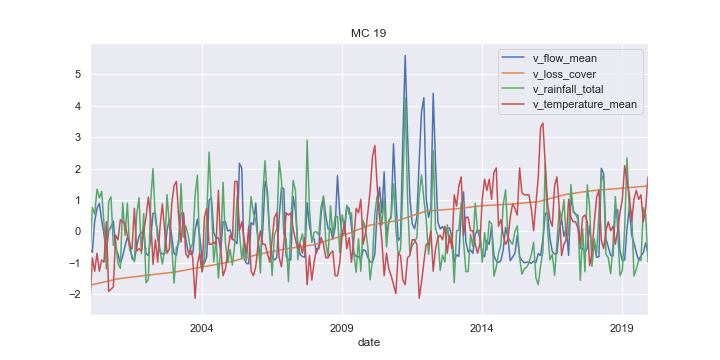 MC 19
v_flow_mean
v_loss_cover
v_rainfall_total
v_temperature_mean
5
4
3
2
1
0
−1
−2
2004 2009 2014 2019
date